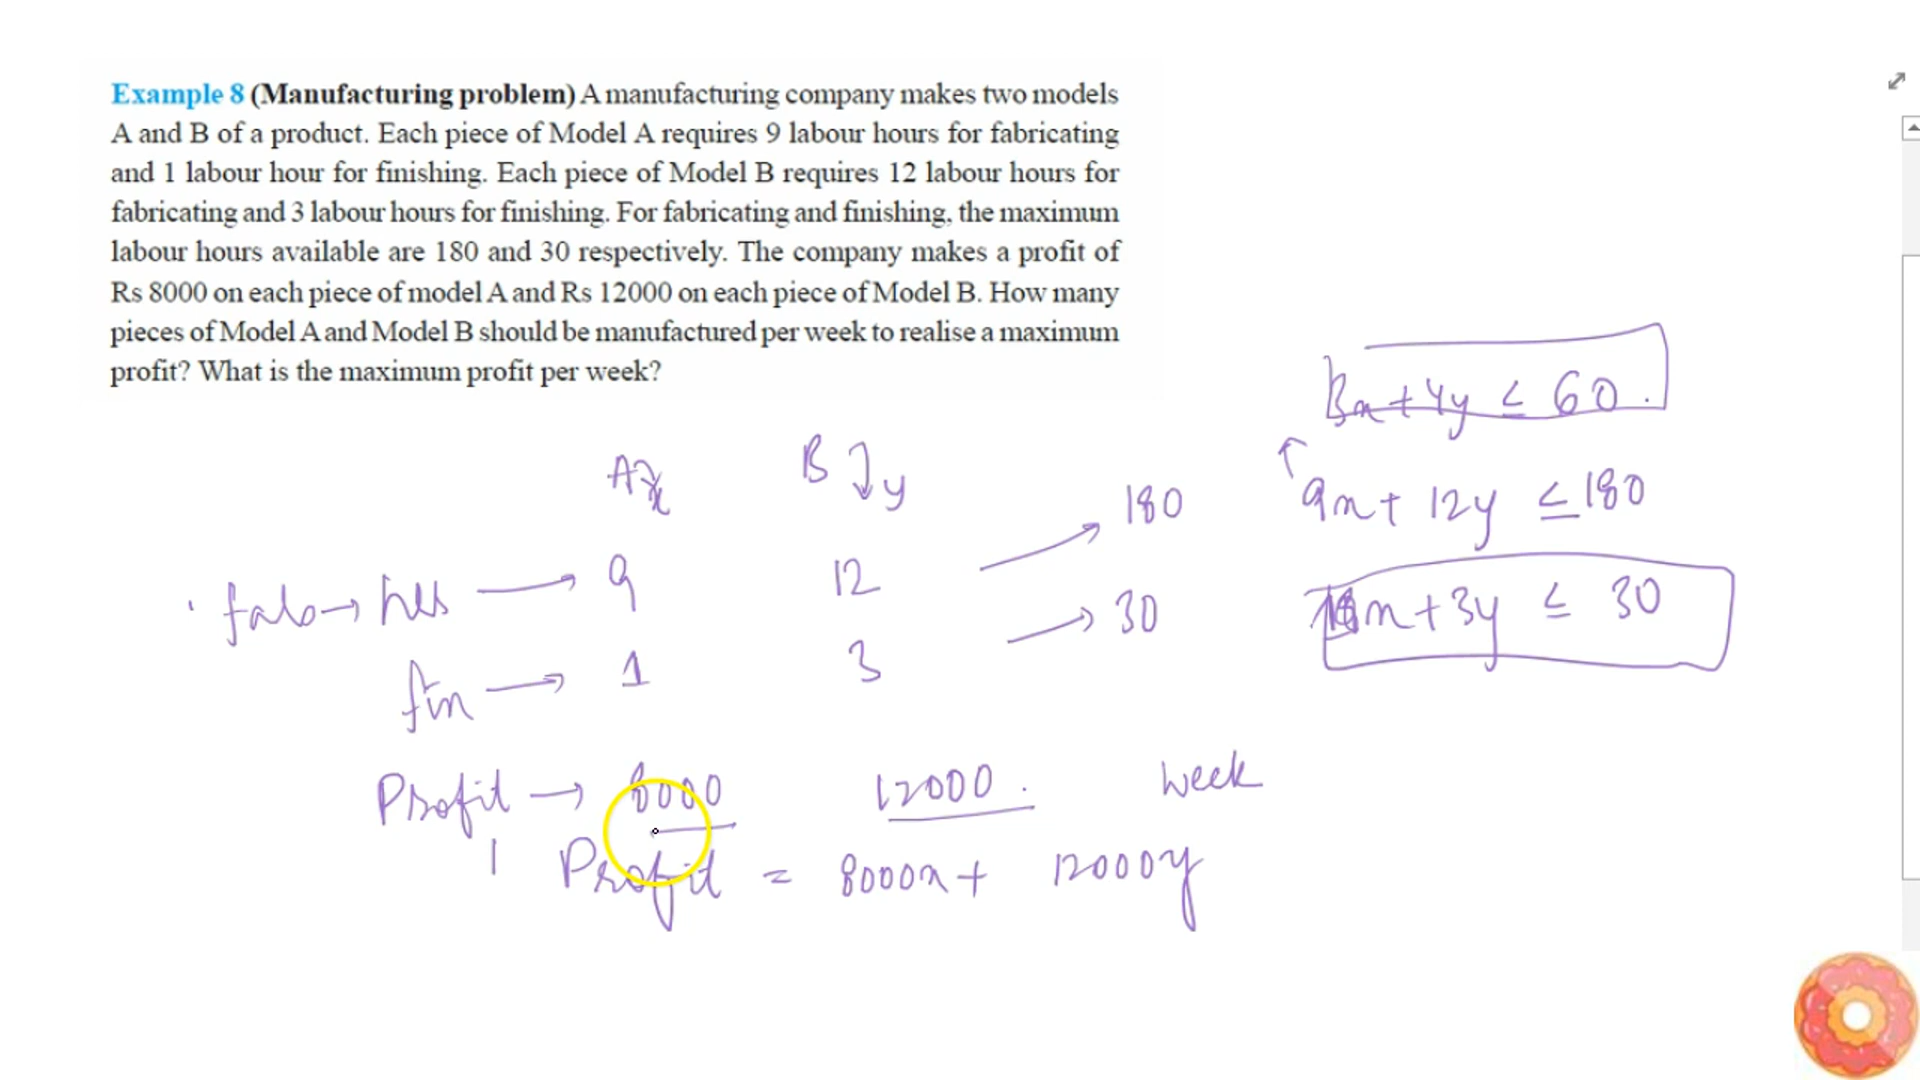 Example 8 (Manufacturing problem) A manufacturing company makes two models
A and B of a product. Each piece of Model A requires 9 labour hours for fabricating
and 1 labour hour for finishing. Each piece of Model B requires 12 labour hours for
fabricating and 3 labour hours for finishing. For fabricating and finishing, the maximum
labour hours available are 180 and 30 respectively. The company makes a profit of
Rs 8000 on each piece of model A and Rs 12000 on each piece of Model B. How many
pieces of Model A and Model B should be manufactured per week to realise a maximum
profit? What is the maximum profit per week?
3x + 4y ≤ 60.
A x B ↓ y
180
9x + 12y ≤ 180
→ 9 12
30
x + 3y ≤ 30
fin → 1 3
Profit → 8000 12000. week
Profit = 8000x + 12000y